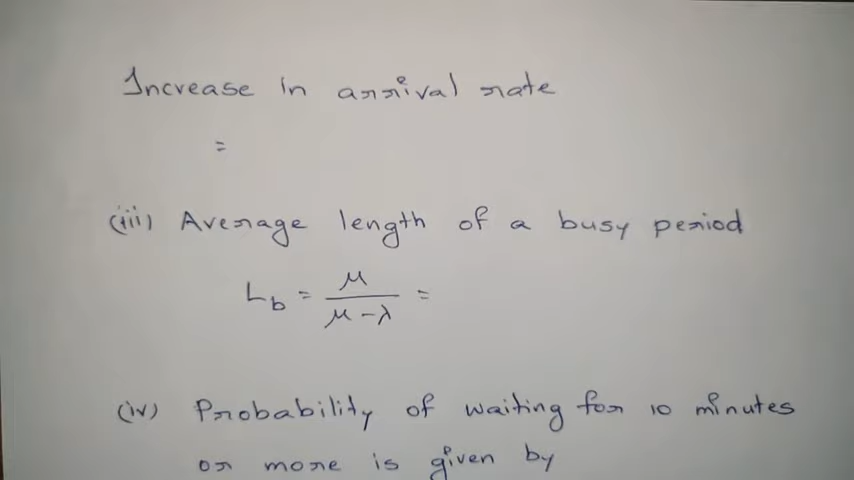 Increase in arrival rate
=
(iii) Average length of a busy period
L_b = μ / (μ - λ) =
(iv) Probability of waiting for 10 minutes
or more is given by